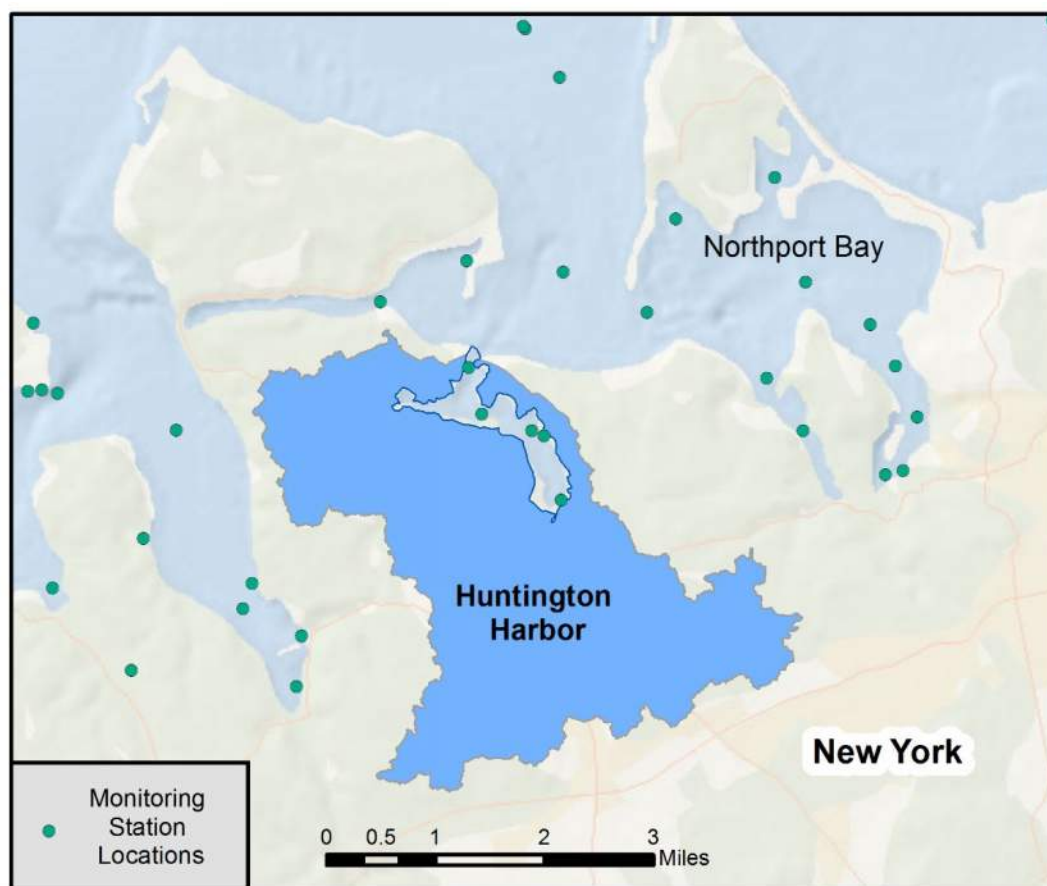 Northport Bay
Huntington
Harbor
New York
Monitoring
Station
Locations
0 0.5 1 2 3
Miles